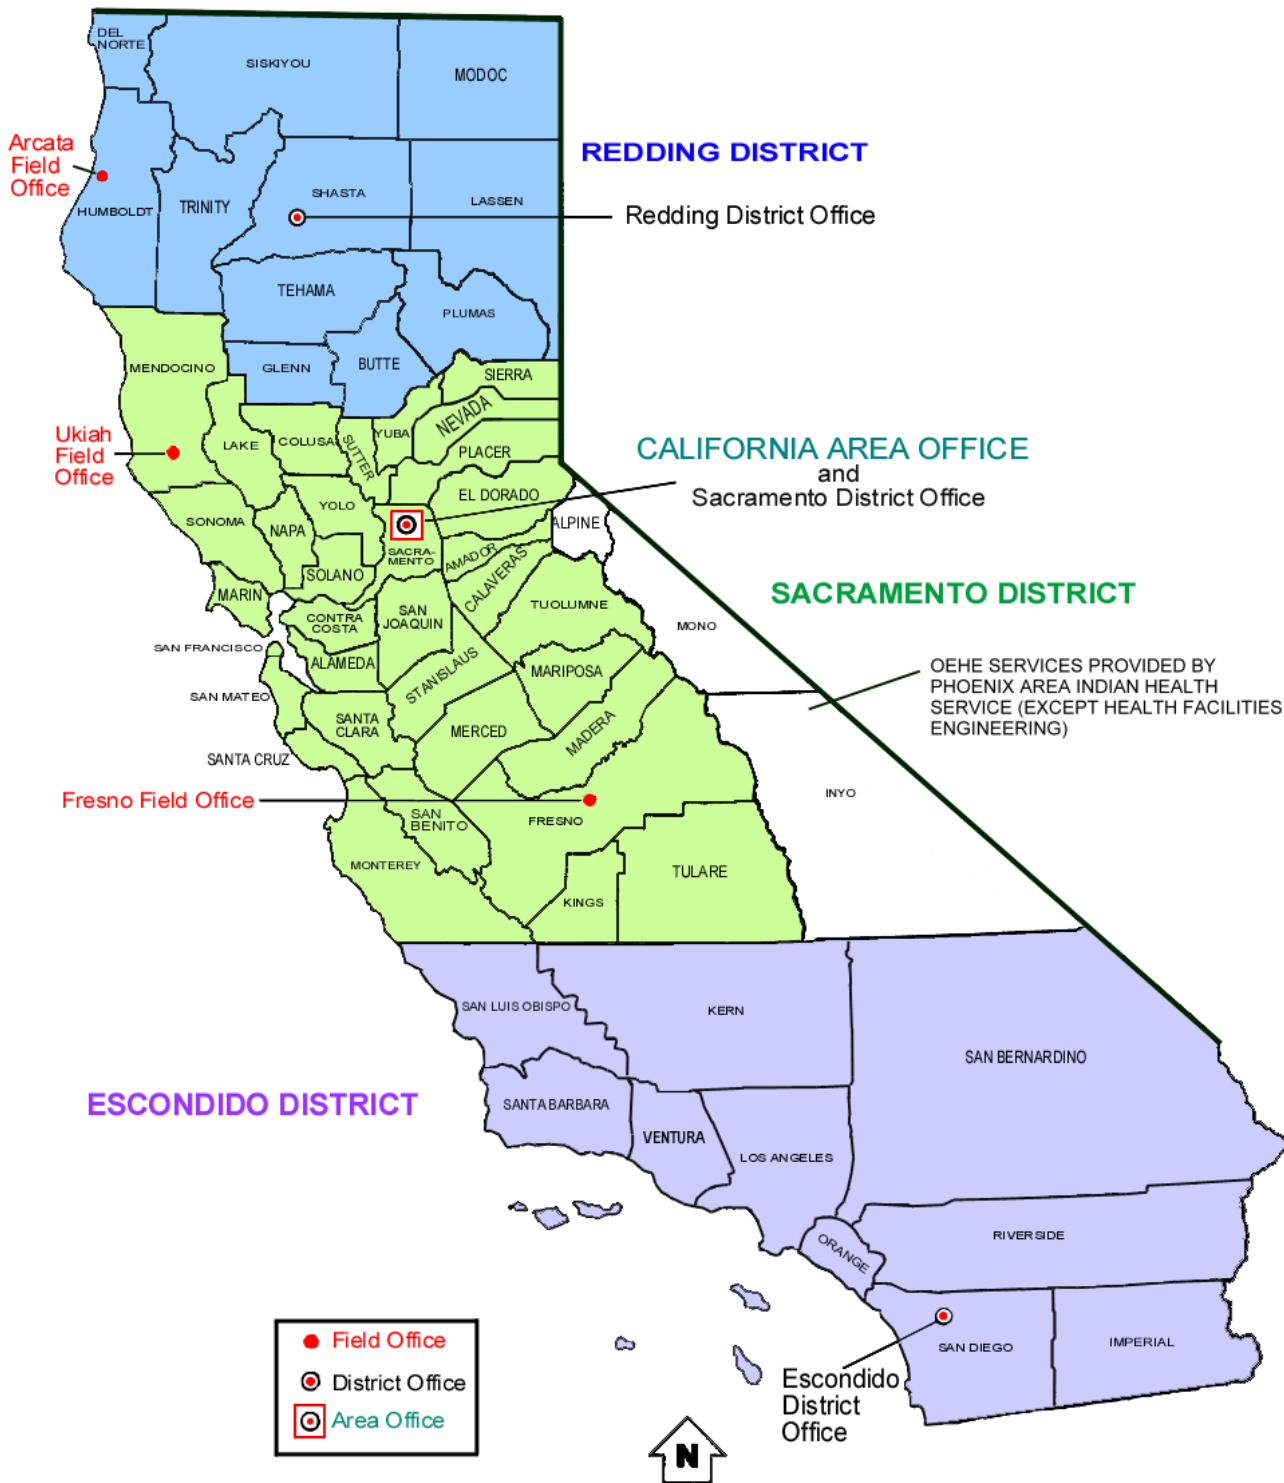 DEL
NORTE
SISKIYOU
MODOC
Arcata
Field
Office
REDDING DISTRICT
HUMBOLDT
TRINITY
SHASTA
LASSEN
Redding District Office
TEHAMA
PLUMAS
MENDOCINO
GLENN
BUTTE
SIERRA
NEVADA
YUBA
Ukiah
Field
Office
LAKE
COLUSA
SUTTER
PLACER
CALIFORNIA AREA OFFICE
and
Sacramento District Office
EL DORADO
YOLO
SONOMA
NAPA
ALPINE
SACRA-
MENTO
AMADOR
SOLANO
CALAVERAS
MARIN
SACRAMENTO DISTRICT
CONTRA
COSTA
SAN
JOAQUIN
TUOLUMNE
MONO
SAN FRANCISCO
ALAMEDA
STANISLAUS
MARIPOSA
OEHE SERVICES PROVIDED BY
PHOENIX AREA INDIAN HEALTH
SERVICE (EXCEPT HEALTH FACILITIES
ENGINEERING)
SAN MATEO
SANTA
CLARA
MERCED
MADERA
SANTA CRUZ
INYO
Fresno Field Office
SAN
BENITO
FRESNO
MONTEREY
TULARE
KINGS
SAN LUIS OBISPO
KERN
SAN BERNARDINO
ESCONDIDO DISTRICT
SANTA BARBARA
VENTURA
LOS ANGELES
RIVERSIDE
ORANGE
SAN DIEGO
IMPERIAL
Escondido
District
Office
Field Office
District Office
Area Office
N